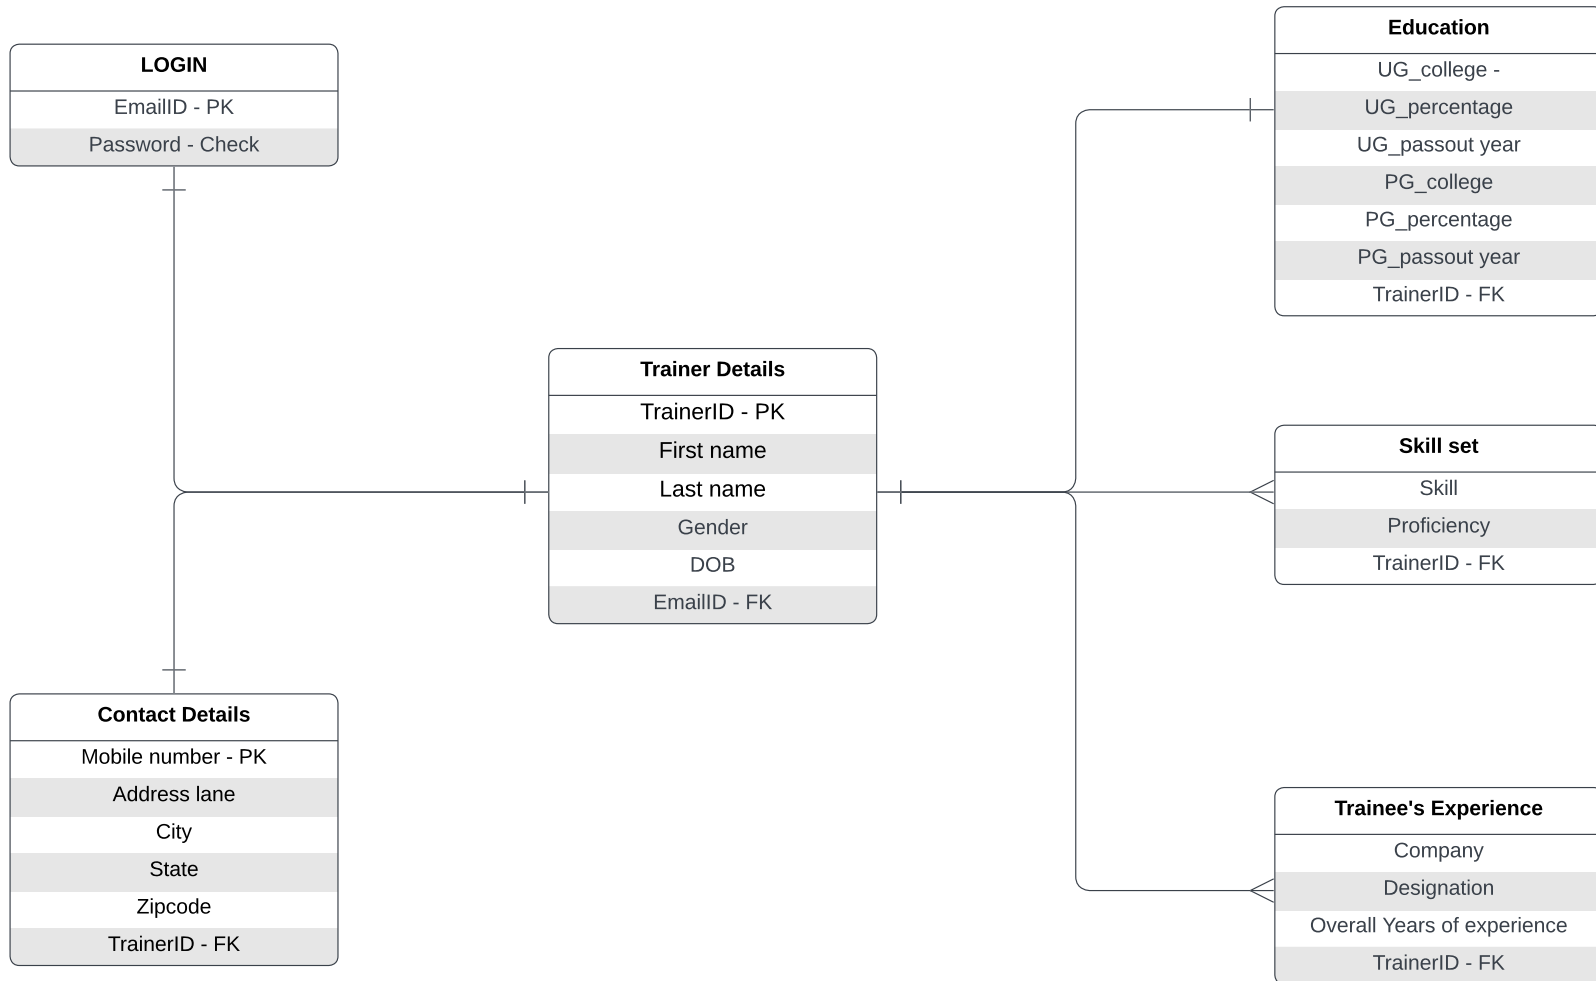 LOGIN
EmailID - PK
Password - Check
Contact Details
Mobile number - PK
Address lane
City
State
Zipcode
TrainerID - FK
Trainer Details
TrainerID - PK
First name
Last name
Gender
DOB
EmailID - FK
Education
UG_college -
UG_percentage
UG_passout year
PG_college
PG_percentage
PG_passout year
TrainerID - FK
Skill set
Skill
Proficiency
TrainerID - FK
Trainee's Experience
Company
Designation
Overall Years of experience
TrainerID - FK